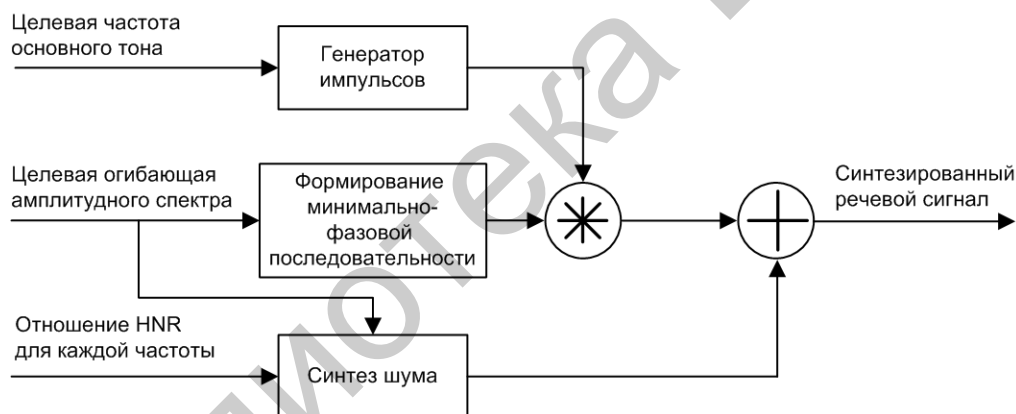 Целевая частота
основного тона
Генератор
импульсов
Целевая огибающая
амплитудного спектра
Формирование
минимально-
фазовой
последовательности
Синтезированный
речевой сигнал
Отношение HNR
для каждой частоты
Синтез шума